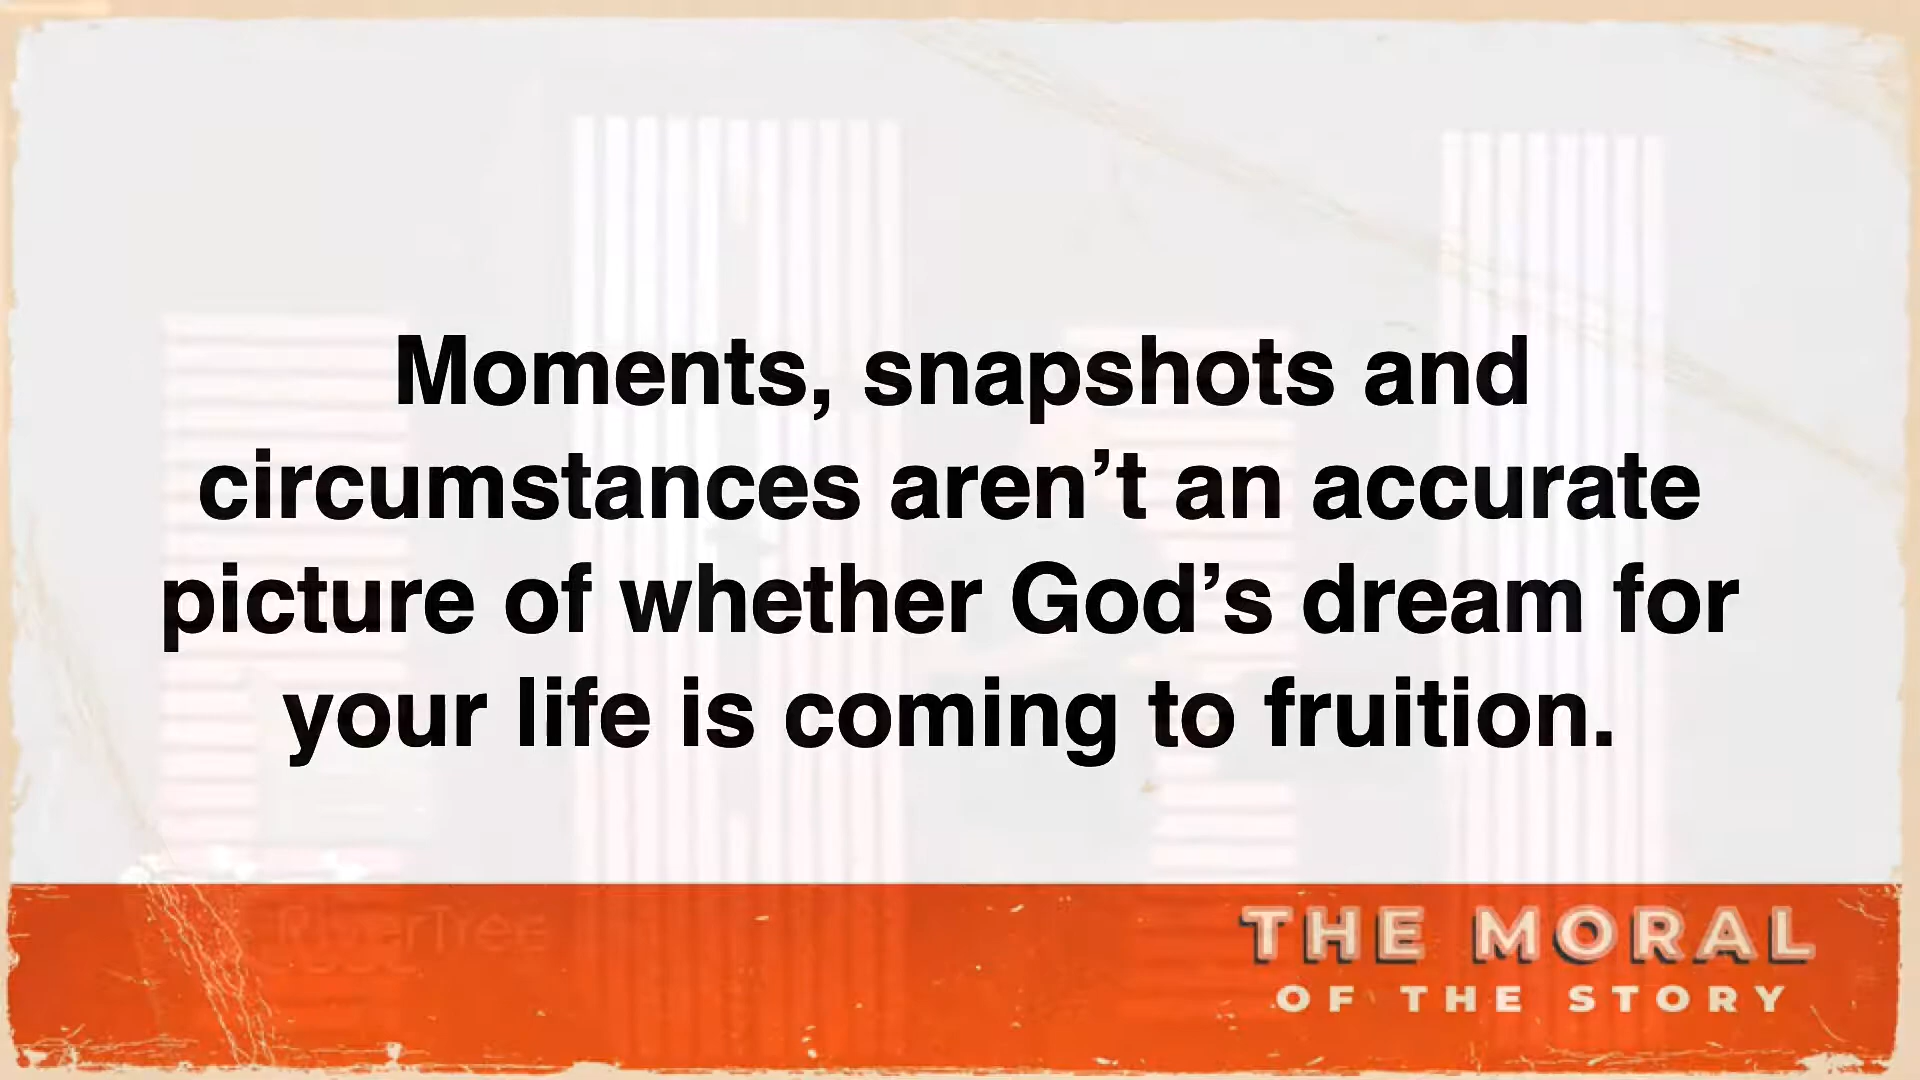 Moments, snapshots and
circumstances aren’t an accurate
picture of whether God’s dream for
your life is coming to fruition.
RiverTree
THE MORAL
OF THE STORY